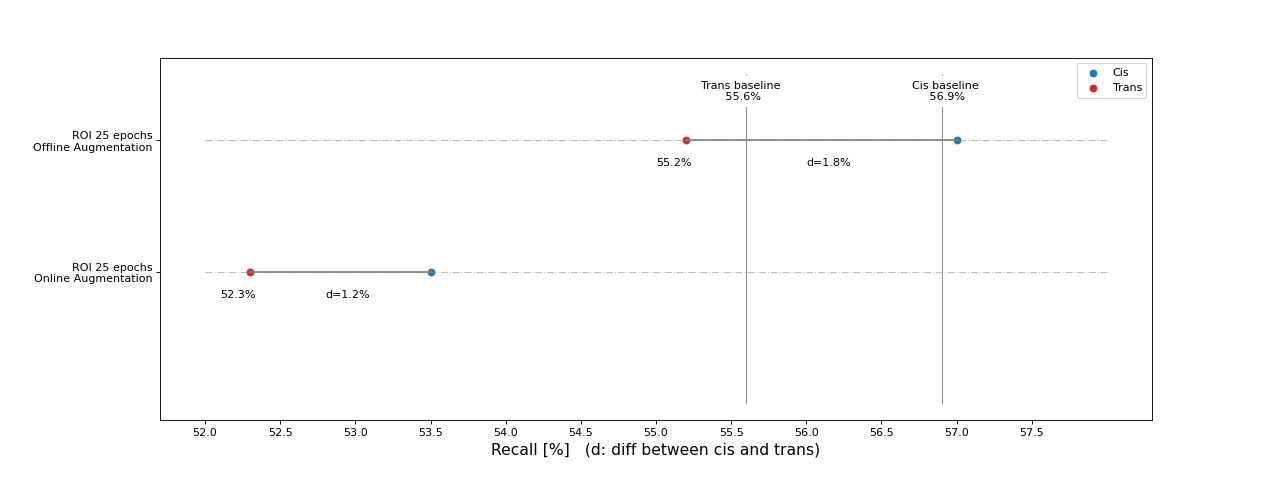 Trans baseline
55.6%
Cis baseline
56.9%
Cis
Trans
ROI 25 epochs
Offline Augmentation
55.2%
d=1.8%
ROI 25 epochs
Online Augmentation
52.3%
d=1.2%
52.0 52.5 53.0 53.5 54.0 54.5 55.0 55.5 56.0 56.5 57.0 57.5
Recall [%] (d: diff between cis and trans)